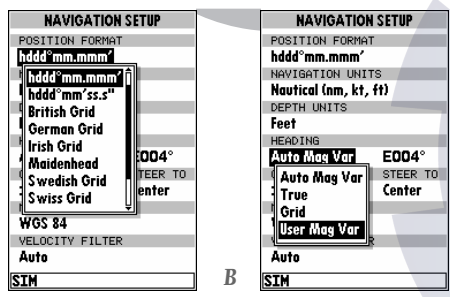 NAVIGATION SETUP
POSITION FORMAT
hddd°mm.mmm'
hddd°mm.mmm'
hddd°mm'ss.s"
British Grid
German Grid
Irish Grid
Maidenhead
Swedish Grid
Swiss Grid
E004°
TEER TO
enter
WGS 84
VELOCITY FILTER
Auto
SIM
B
NAVIGATION SETUP
POSITION FORMAT
hddd°mm.mmm'
NAVIGATION UNITS
Nautical (nm, kt, ft)
DEPTH UNITS
Feet
HEADING
Auto Mag Var E004°
STEER TO
Center
Auto Mag Var
True
Grid
User Mag Var
R
Auto
SIM